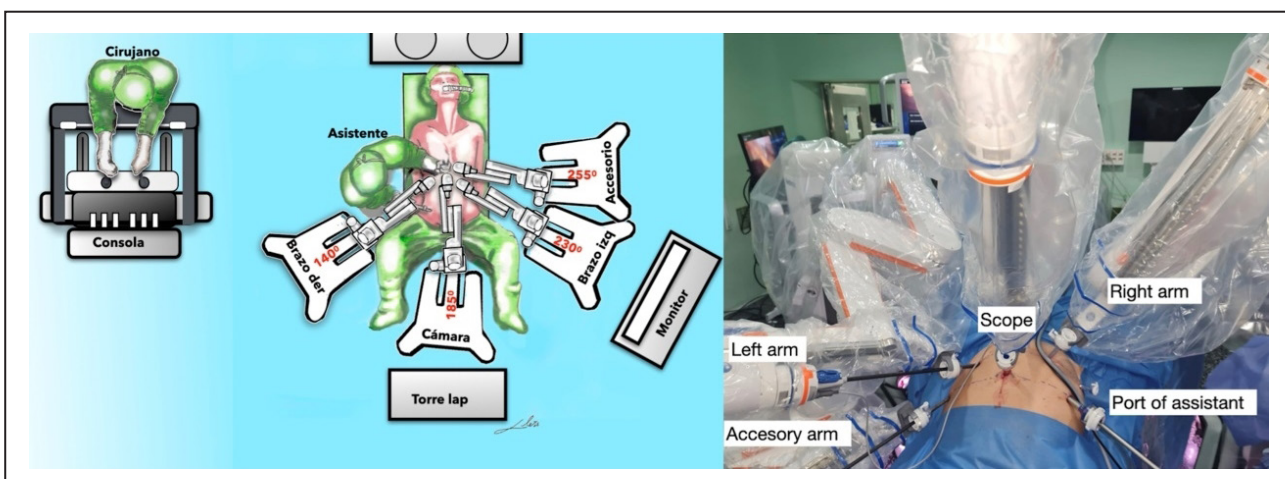 Cirujano
Consola
Asistente
Accesorio
255º
230º
Brazo izq
Brazo der
140º
185º
Cámara
Monitor
Torre lap
Scope
Right arm
Left arm
Accesory arm
Port of assistant